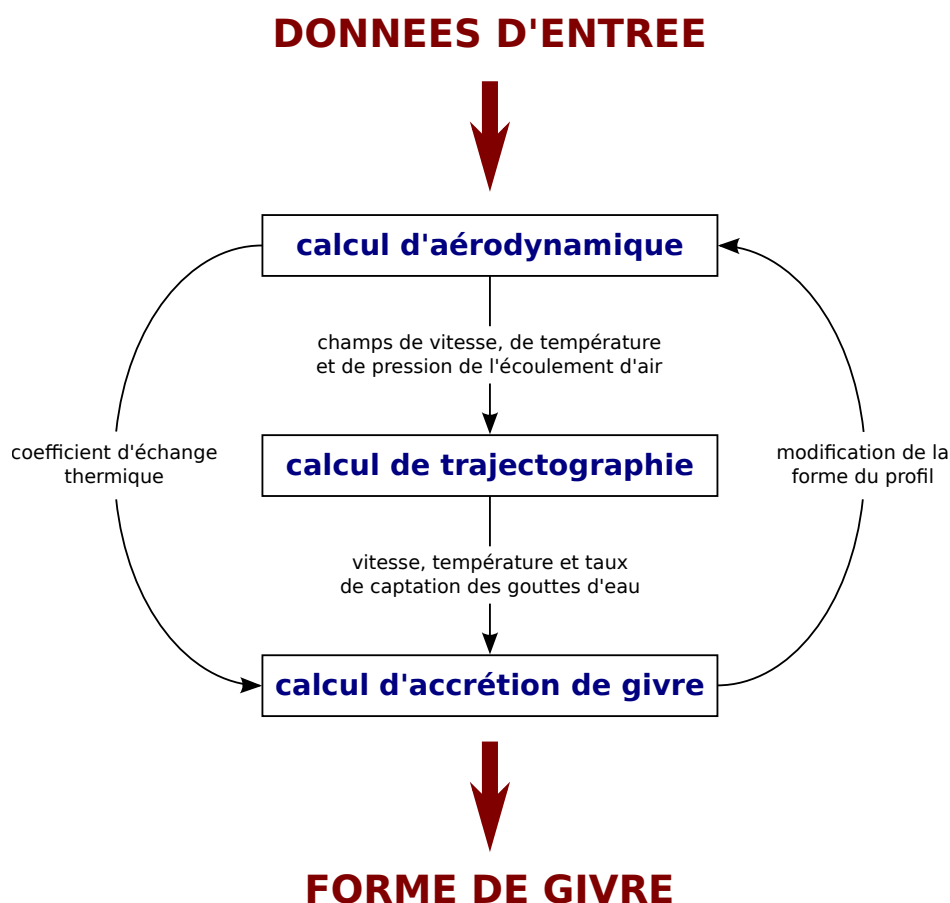 DONNEES D'ENTREE
calcul d'aérodynamique
champs de vitesse, de température
et de pression de l'écoulement d'air
coefficient d'échange
thermique
calcul de trajectographie
modification de la
forme du profil
vitesse, température et taux
de captation des gouttes d'eau
calcul d'accrétion de givre
FORME DE GIVRE